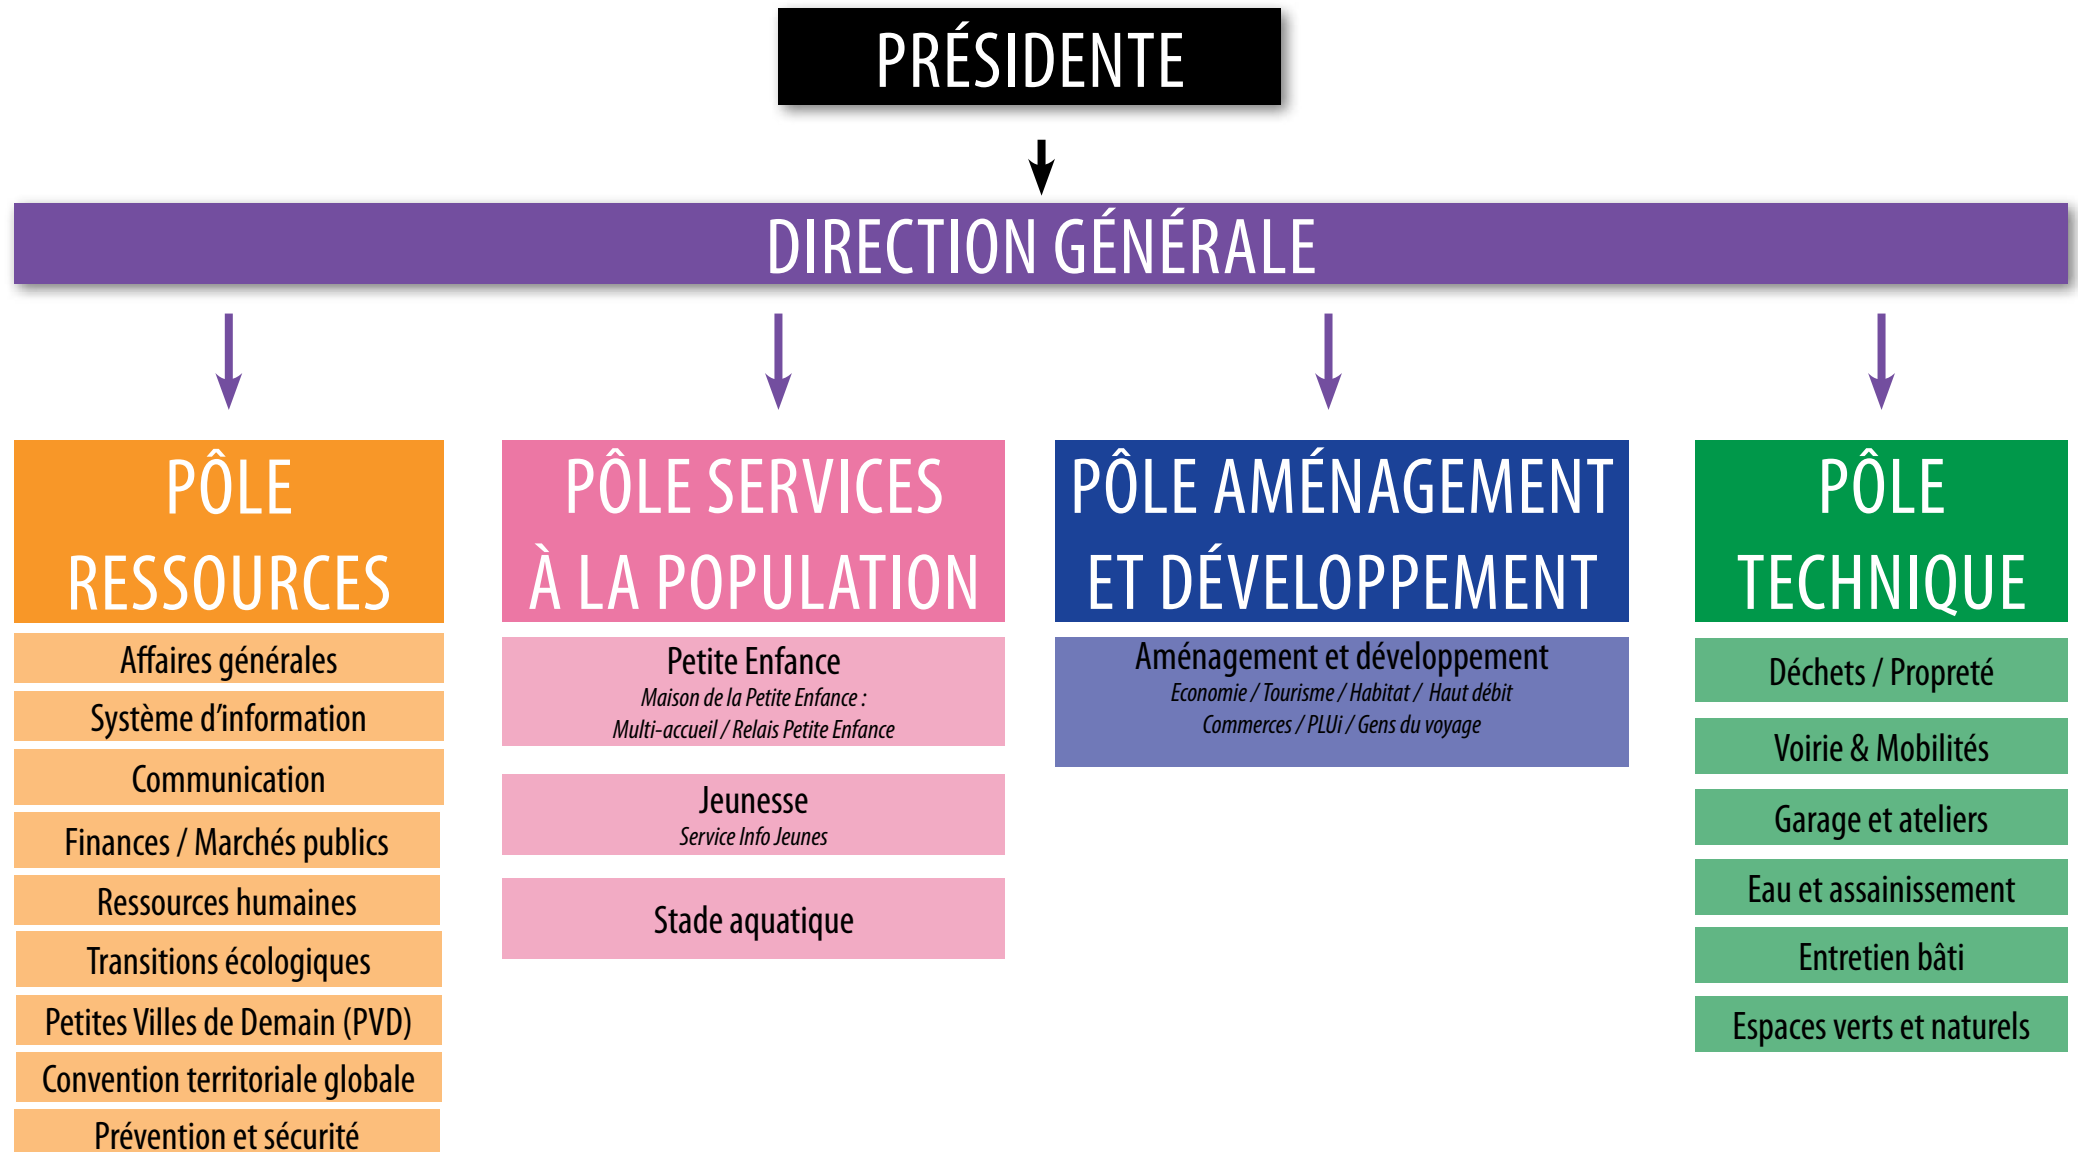 PRÉSIDENTE
DIRECTION GÉNÉRALE
PÔLE
RESSOURCES
Affaires générales
Système d'information
Communication
Finances / Marchés publics
Ressources humaines
Transitions écologiques
Petites Villes de Demain (PVD)
Convention territoriale globale
Prévention et sécurité
PÔLE SERVICES
À LA POPULATION
Petite Enfance
Maison de la Petite Enfance :
Multi-accueil / Relais Petite Enfance
Jeunesse
Service Info Jeunes
Stade aquatique
PÔLE AMÉNAGEMENT
ET DÉVELOPPEMENT
Aménagement et développement
Economie / Tourisme / Habitat / Haut débit
Commerces / PLUi / Gens du voyage
PÔLE
TECHNIQUE
Déchets / Propreté
Voirie & Mobilités
Garage et ateliers
Eau et assainissement
Entretien bâti
Espaces verts et naturels